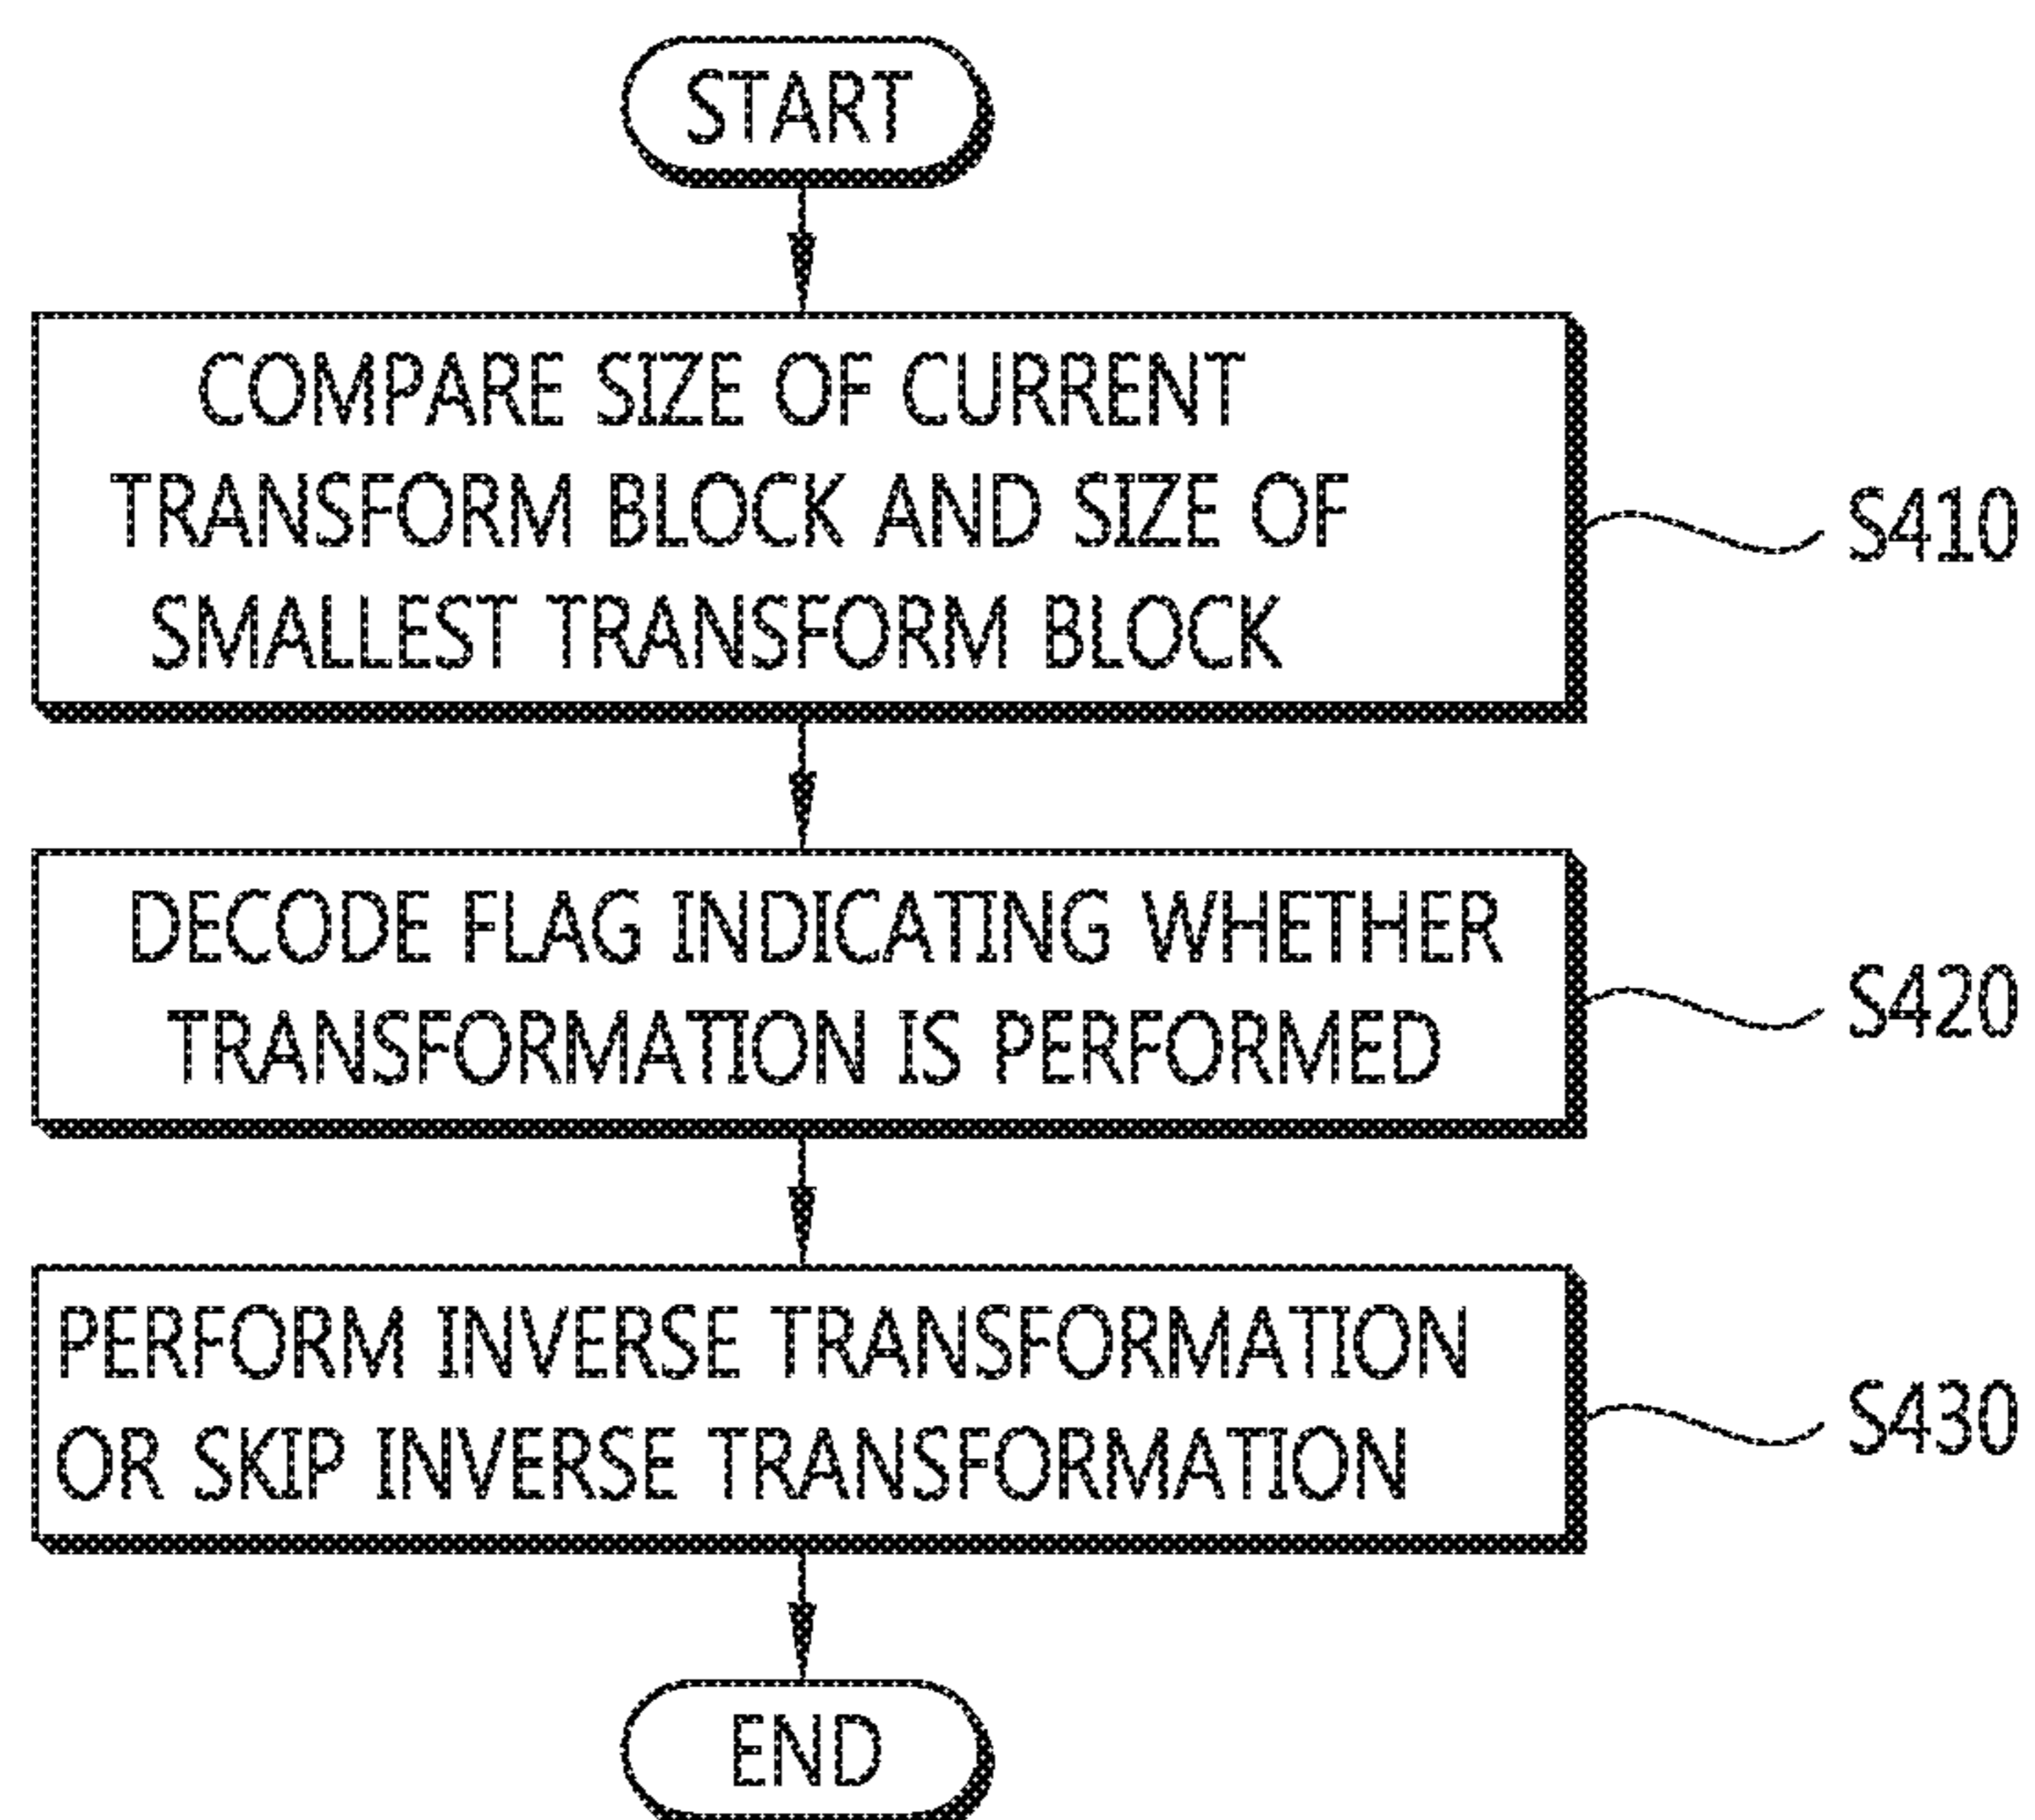 START
COMPARE SIZE OF CURRENT
TRANSFORM BLOCK AND SIZE OF
SMALLEST TRANSFORM BLOCK
S410
DECODE FLAG INDICATING WHETHER
TRANSFORMATION IS PERFORMED
S420
PERFORM INVERSE TRANSFORMATION
OR SKIP INVERSE TRANSFORMATION
S430
END